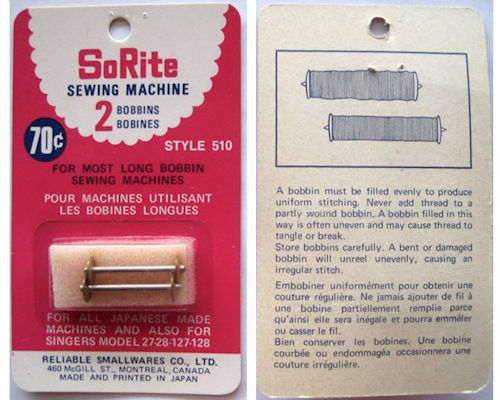 SoRite
SEWING MACHINE
2 BOBBINS
BOBINES
70¢
STYLE 510
FOR MOST LONG BOBBIN
SEWING MACHINES
POUR MACHINES UTILISANT
LES BOBINES LONGUES
FOR ALL JAPANESE MADE
MACHINES AND ALSO FOR
SINGERS MODEL 27-28-127-128
RELIABLE SMALLWARES CO., LTD.
460 McGILL ST., MONTREAL, CANADA
MADE AND PRINTED IN JAPAN
A bobbin must be filled evenly to produce
uniform stitching. Never add thread to a
partly wound bobbin. A bobbin filled in this
way is often uneven and may cause thread to
tangle or break.
Store bobbins carefully. A bent or damaged
bobbin will unreel unevenly, causing an
irregular stitch.
Embobiner uniformément pour obtenir une
couture régulière. Ne jamais ajouter de fil à
une bobine partiellement remplie parce
qu'ainsi elle sera inégale et pourra emmêler
ou casser le fil.
Bien conserver les bobines. Une bobine
courbée ou endommagéa occasionnera une
couture irregulière.